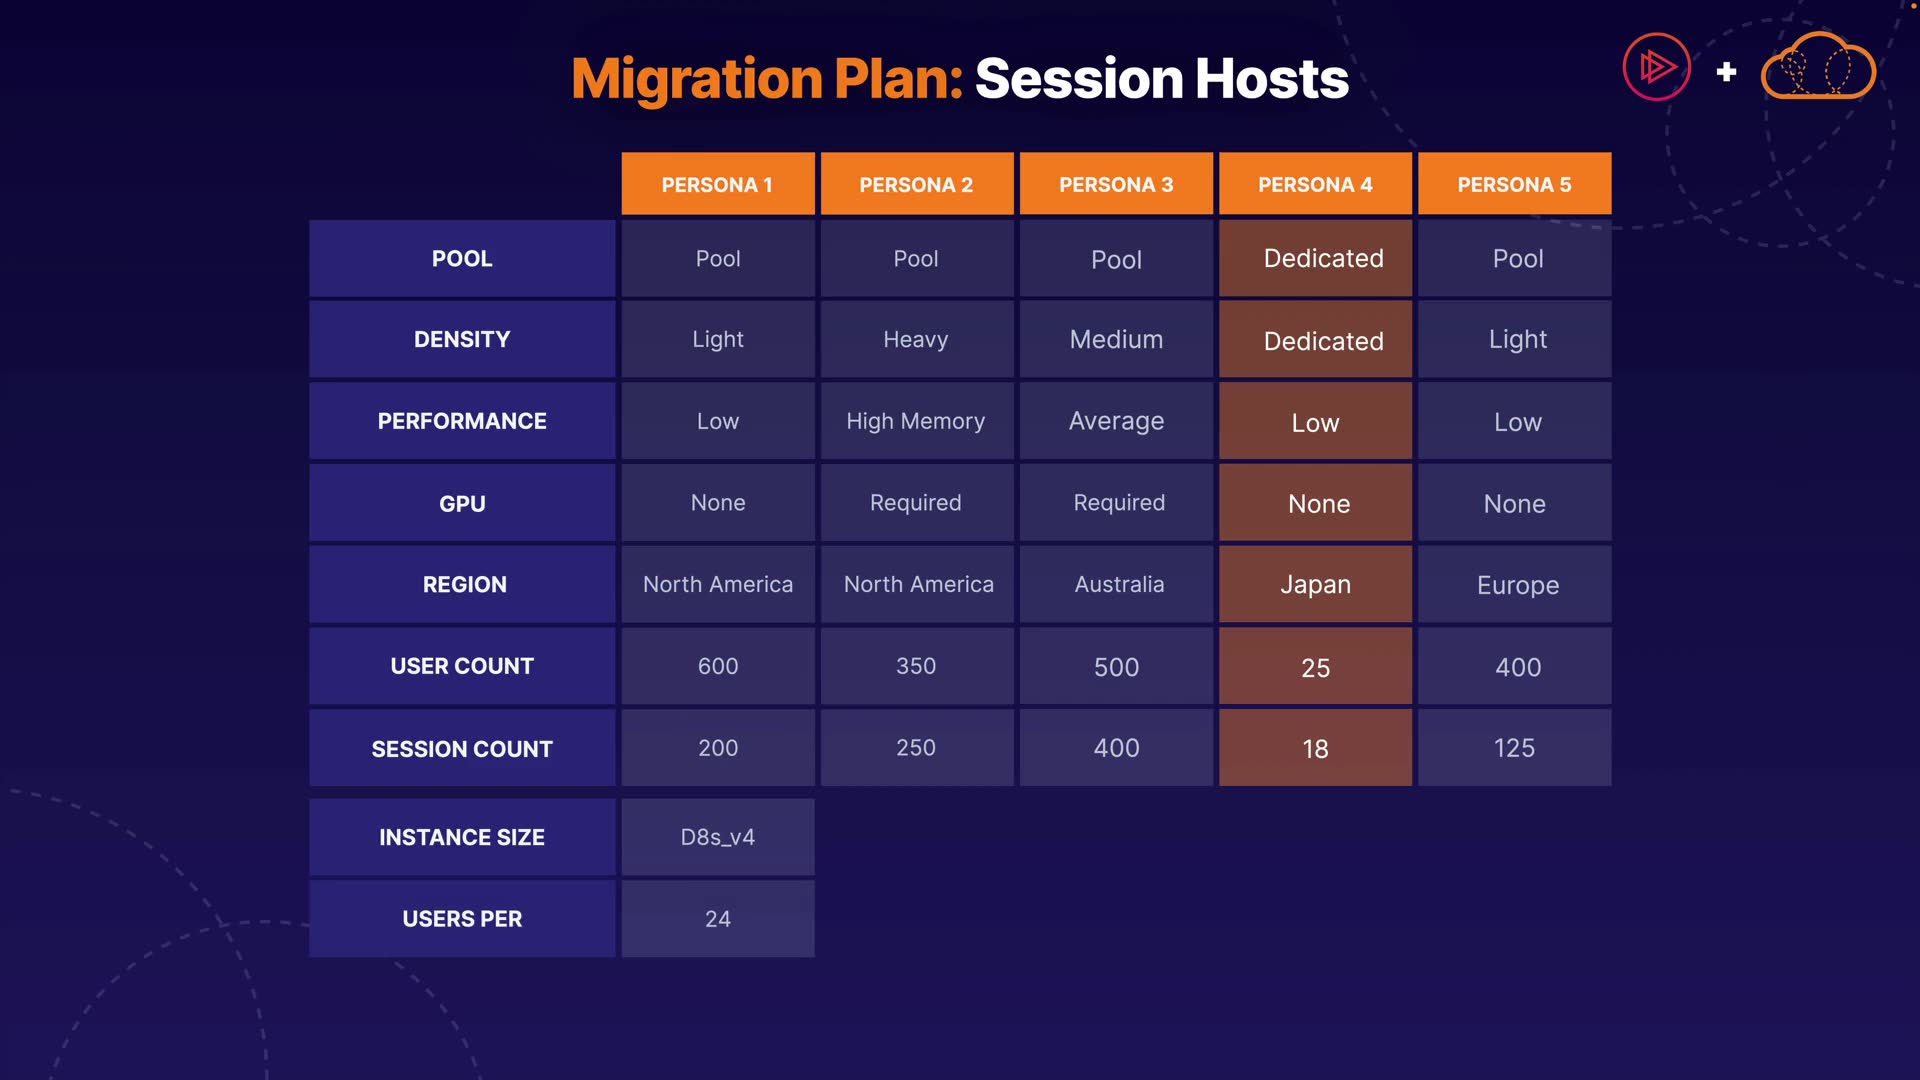 Migration Plan: Session Hosts
PERSONA 1 PERSONA 2 PERSONA 3 PERSONA 4 PERSONA 5
POOL Pool Pool Pool Dedicated Pool
DENSITY Light Heavy Medium Dedicated Light
PERFORMANCE Low High Memory Average Low Low
GPU None Required Required None None
REGION North America North America Australia Japan Europe
USER COUNT 600 350 500 25 400
SESSION COUNT 200 250 400 18 125
INSTANCE SIZE D8s_v4
USERS PER 24